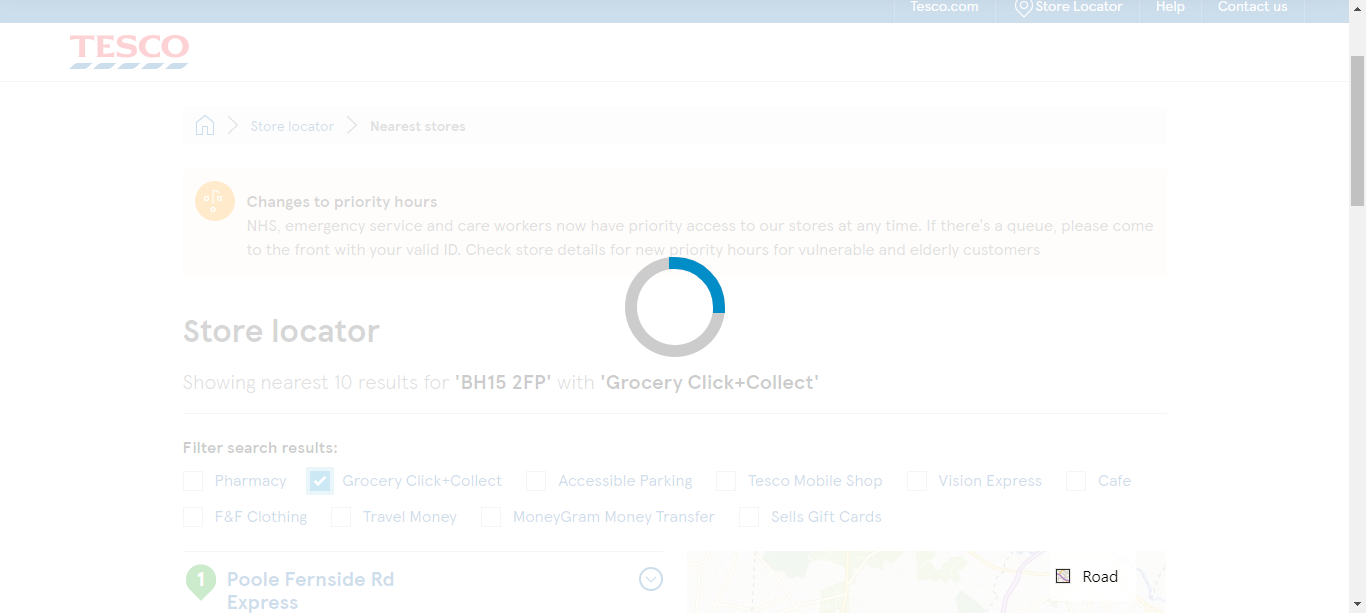 Tesco.com Store Locator Help Contact us
TESCO
Store locator Nearest stores
Changes to priority hours
NHS, emergency service and care workers now have priority access to our stores at any time. If there's a queue, please come
to the front with your valid ID. Check store details for new priority hours for vulnerable and elderly customers
Store locator
Showing nearest 10 results for 'BH15 2FP' with 'Grocery Click+Collect'
Filter search results:
Pharmacy Grocery Click+Collect Accessible Parking Tesco Mobile Shop Vision Express Cafe
F&F Clothing Travel Money MoneyGram Money Transfer Sells Gift Cards
1 Poole Fernside Rd
Express
Road